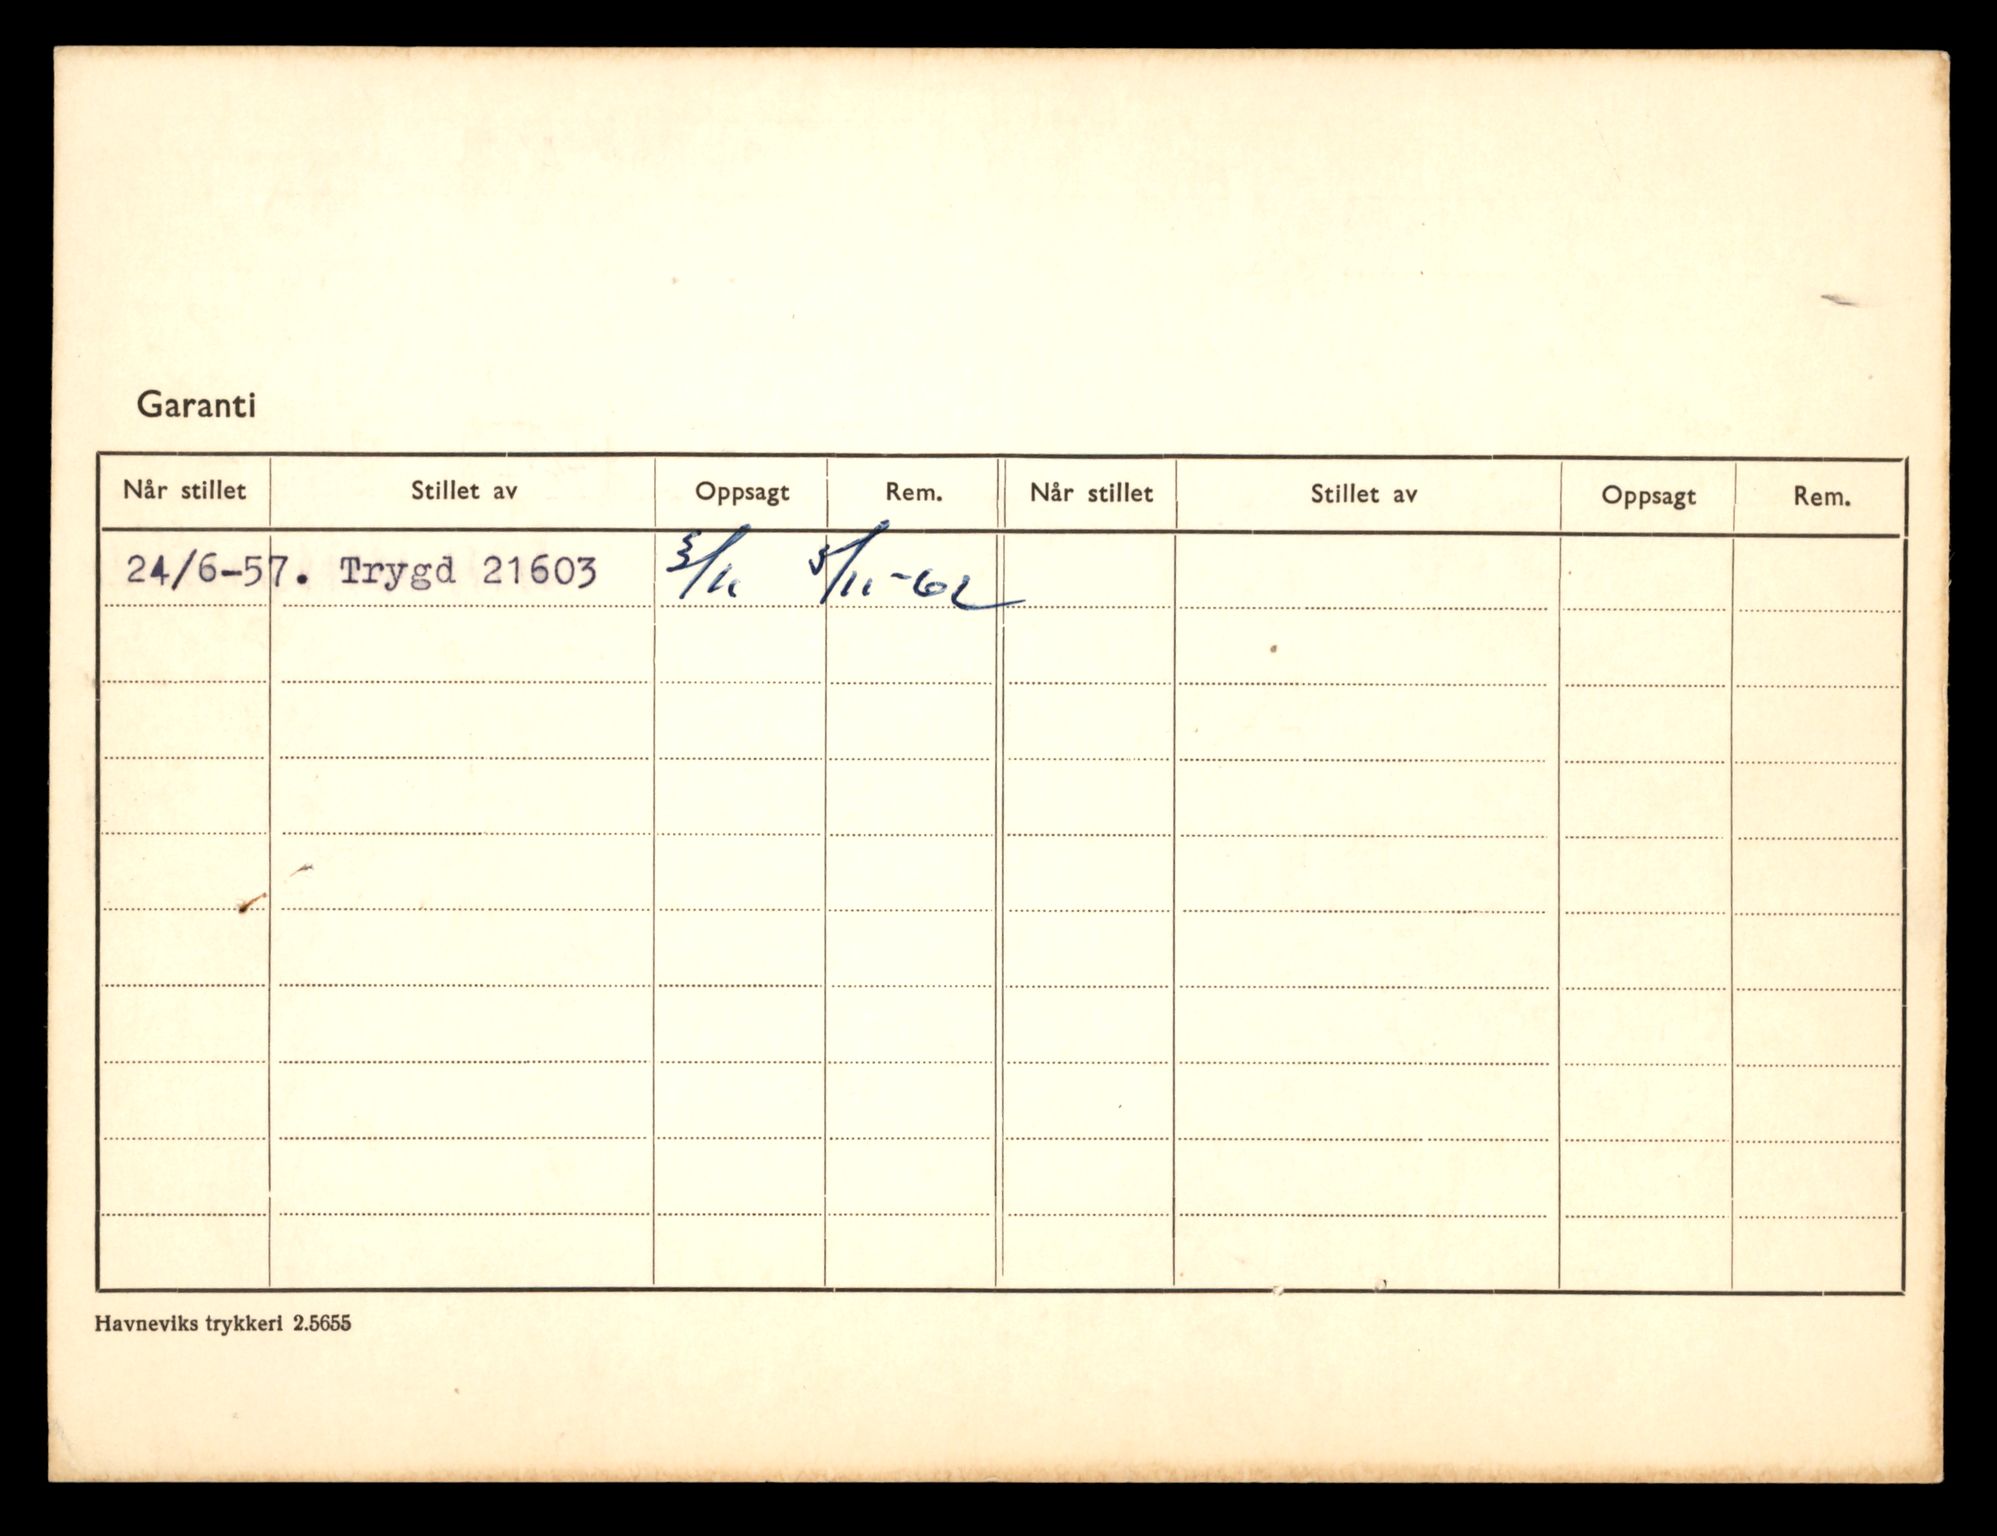 Garanti
Når stillet Stillet av Oppsagt Rem. Når stillet Stillet av Oppsagt Rem.
24/6-57. Trygd 21603 /11 5/11-62
Havneviks trykkeri 2.5655